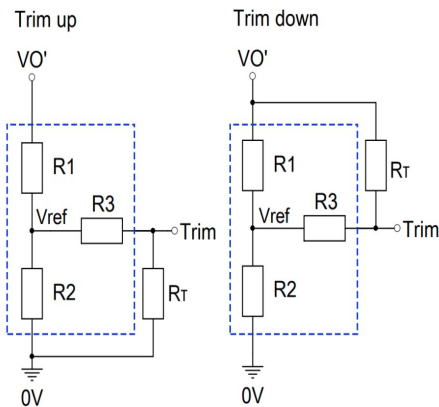 Trim up
VO'
R1
Vref
R3
Trim
R2
RT
0V
Trim down
VO'
R1
RT
Vref
R3
Trim
R2
0V